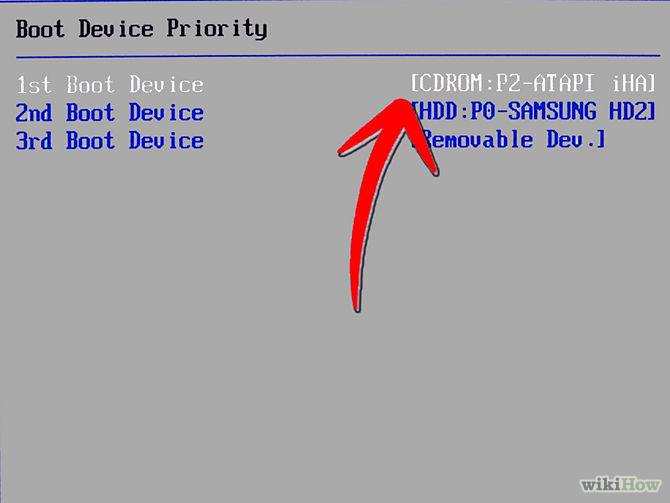 Boot Device Priority
1st Boot Device [CDROM:P2-ATAPI iHA]
2nd Boot Device [HDD:P0-SAMSUNG HD2]
3rd Boot Device [Removable Dev.]
wikiHow